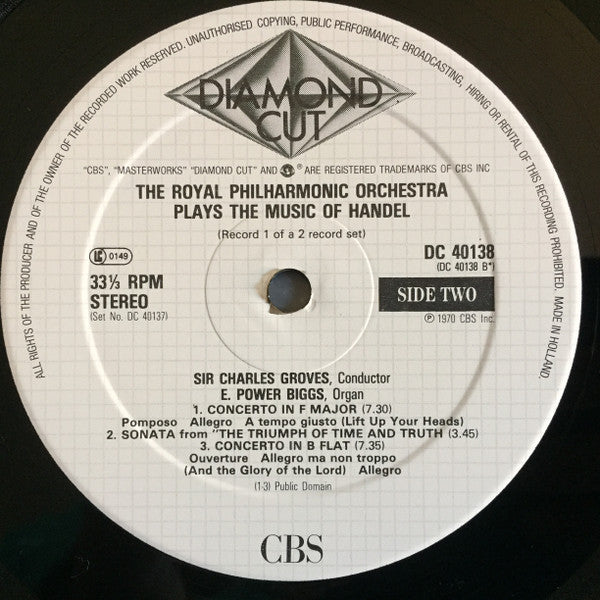 ALL RIGHTS OF THE PRODUCER AND OF THE OWNER OF THE RECORDED WORK RESERVED. UNAUTHORISED COPYING, PUBLIC PERFORMANCE, BROADCASTING, HIRING OR RENTAL OF THIS RECORDING PROHIBITED. MADE IN HOLLAND.
DIAMOND
CUT
"CBS", "MASTERWORKS" "DIAMOND CUT" AND ® ARE REGISTERED TRADEMARKS OF CBS INC
THE ROYAL PHILHARMONIC ORCHESTRA
PLAYS THE MUSIC OF HANDEL
(Record 1 of a 2 record set)
LC 0149
DC 40138
(DC 40138 B*)
33⅓ RPM
STEREO
(Set No. DC 40137)
SIDE TWO
℗ 1970 CBS Inc.
SIR CHARLES GROVES, Conductor
E. POWER BIGGS, Organ
1. CONCERTO IN F MAJOR (7.30)
Pomposo Allegro A tempo giusto (Lift Up Your Heads)
2. SONATA from "THE TRIUMPH OF TIME AND TRUTH (3.45)
3. CONCERTO IN B FLAT (7.35)
Ouverture Allegro ma non troppo
(And the Glory of the Lord) Allegro
(1-3) Public Domain
CBS